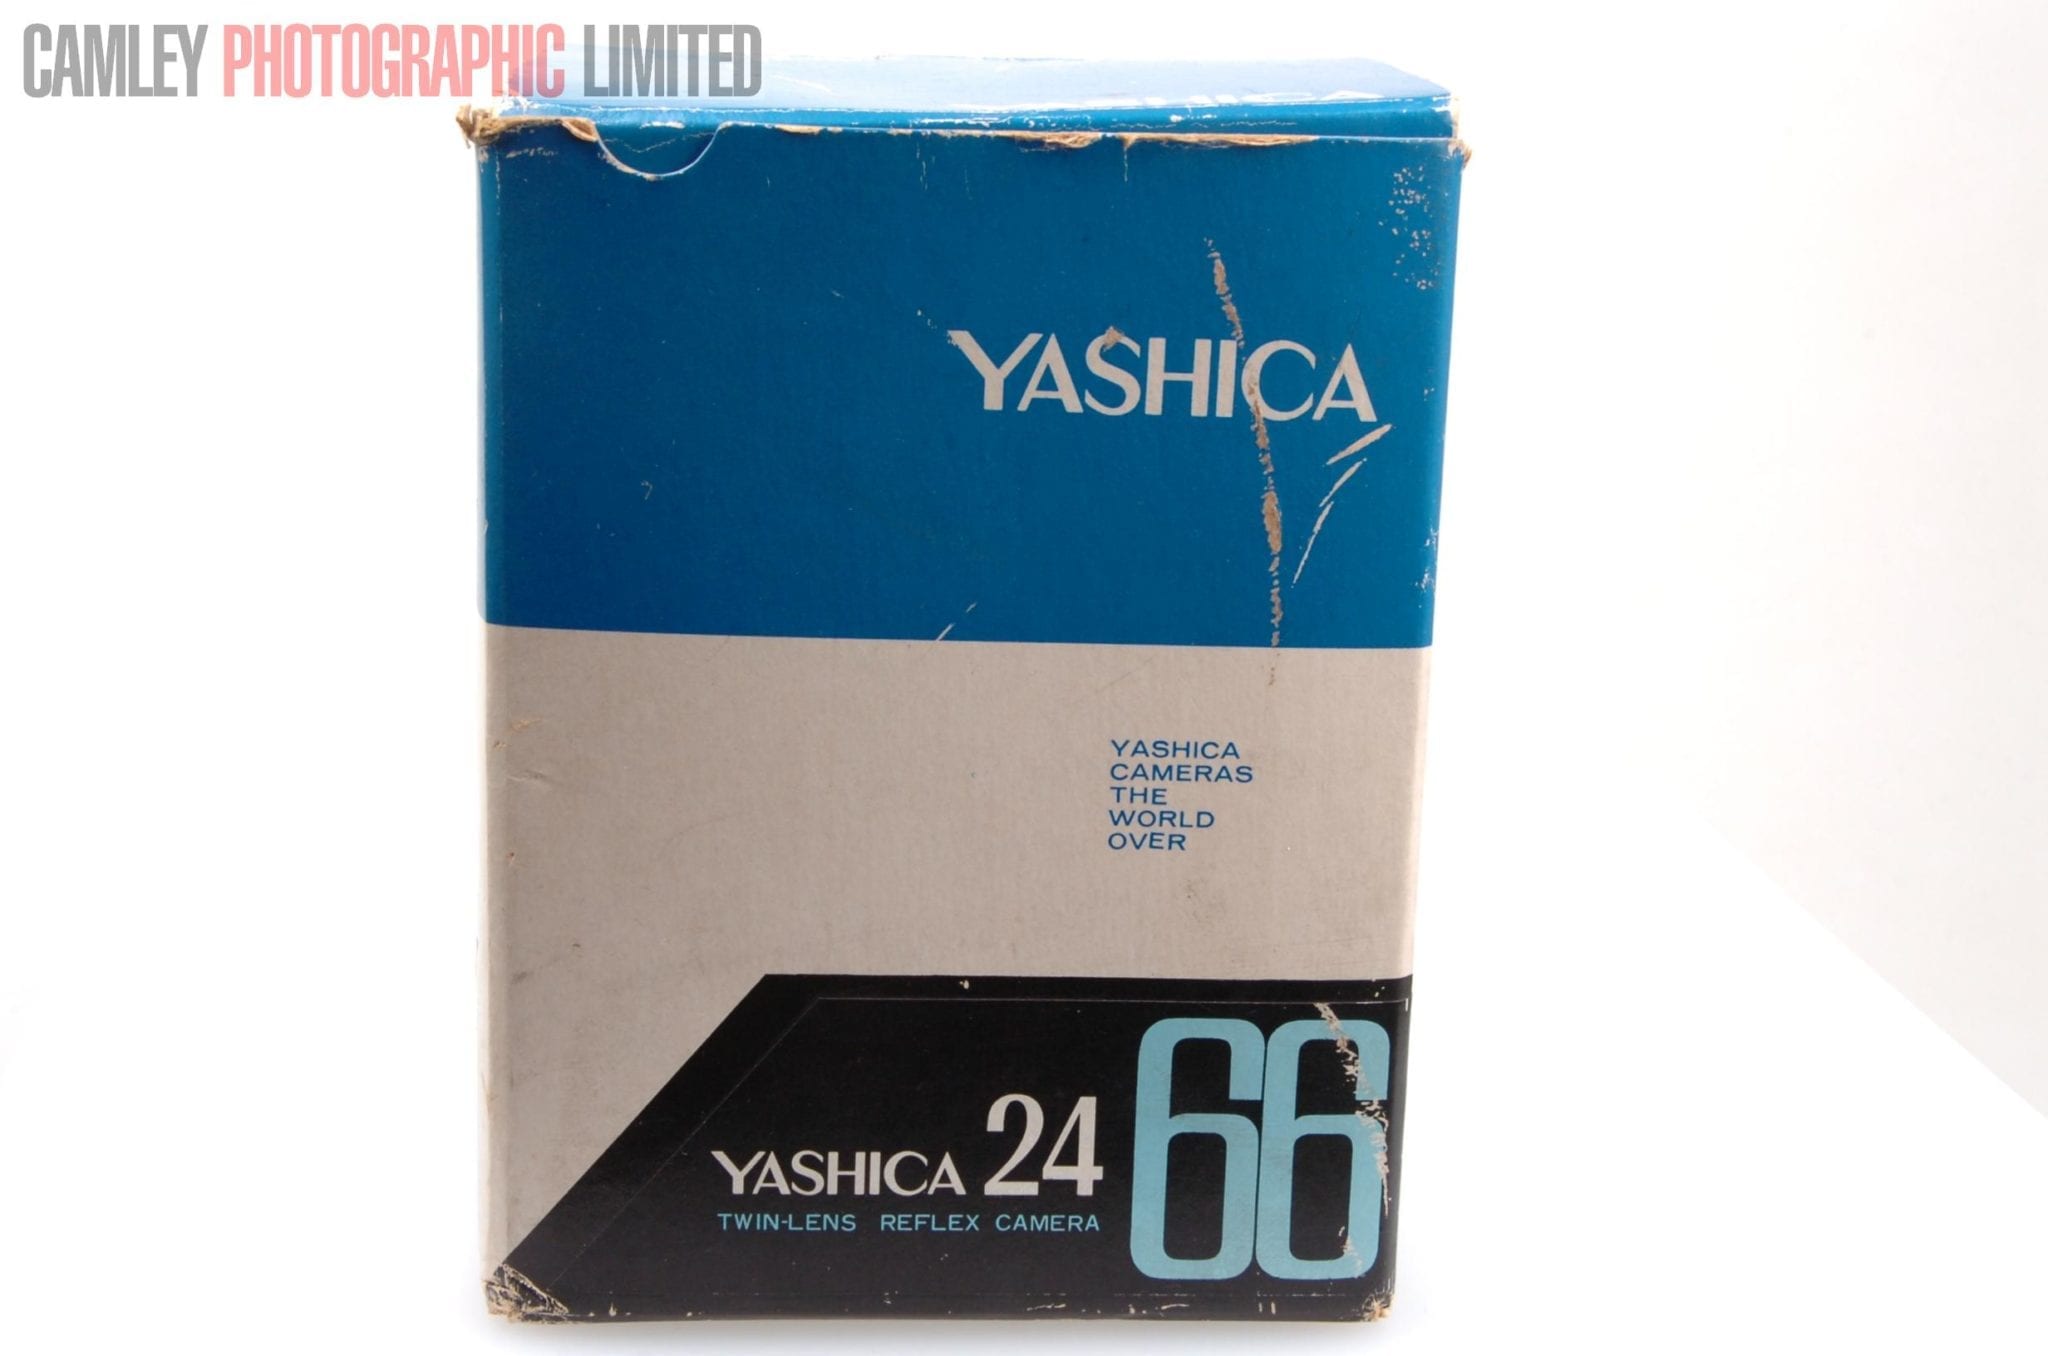 CAMLEY PHOTOGRAPHIC LIMITED
YASHICA
YASHICA
CAMERAS
THE
WORLD
OVER
YASHICA 24 66
TWIN-LENS REFLEX CAMERA